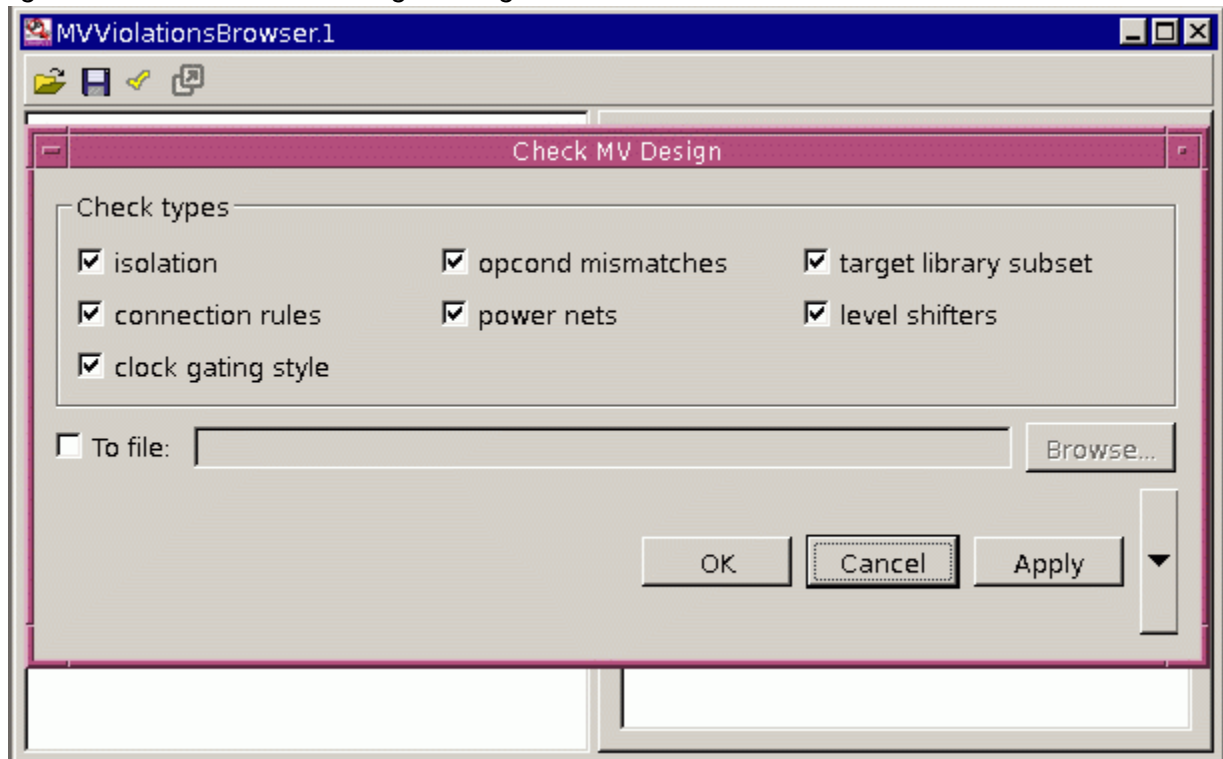 MVViolationsBrowser.1
Check MV Design
Check types
isolation opcond mismatches target library subset
connection rules power nets level shifters
clock gating style
To file: Browse...
OK Cancel Apply